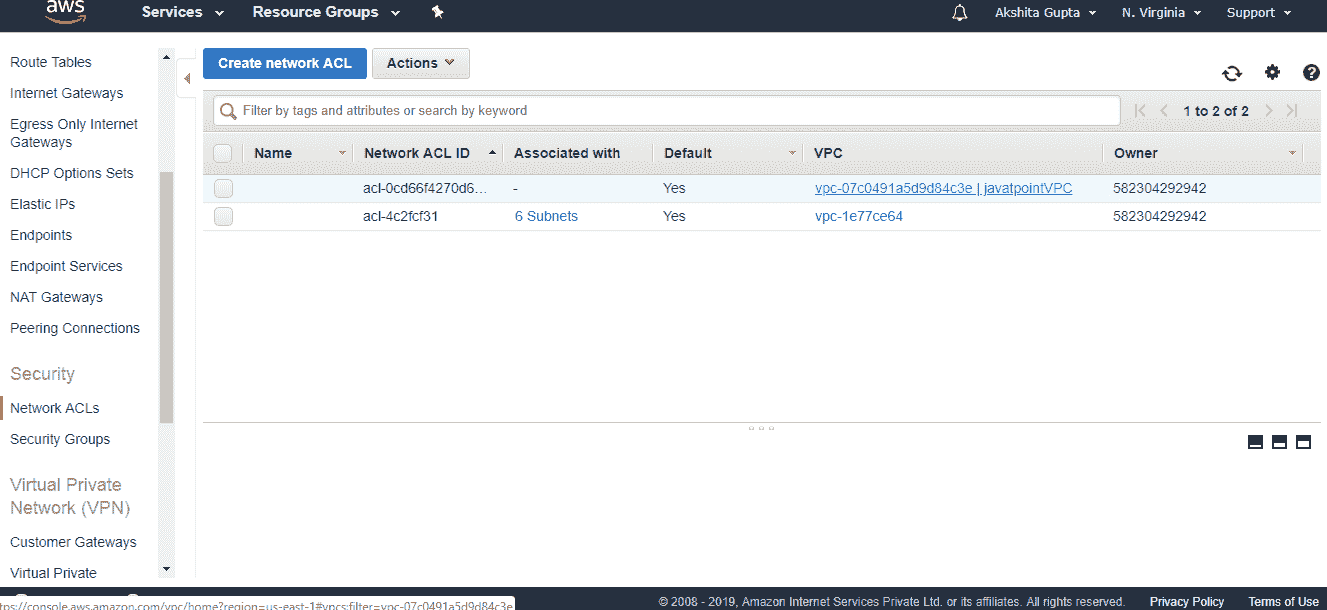 aws
Services
Resource Groups
Akshita Gupta
N. Virginia
Support
Route Tables
Internet Gateways
Egress Only Internet
Gateways
DHCP Options Sets
Elastic IPs
Endpoints
Endpoint Services
NAT Gateways
Peering Connections
Security
Network ACLs
Security Groups
Virtual Private
Network (VPN)
Customer Gateways
Virtual Private
Create network ACL
Actions
Filter by tags and attributes or search by keyword
1 to 2 of 2
Name Network ACL ID Associated with Default VPC Owner
acl-0cd66f4270d6... - Yes vpc-07c0491a5d9d84c3e | javatpointVPC 582304292942
acl-4c2fcf31 6 Subnets Yes vpc-1e77ce64 582304292942
tps://console.aws.amazon.com/vpc/home?region=us-east-1#vpcs:filter=vpc-07c0491a5d9d84c3e
© 2008 - 2019, Amazon Internet Services Private Ltd. or its affiliates. All rights reserved. Privacy Policy Terms of Use